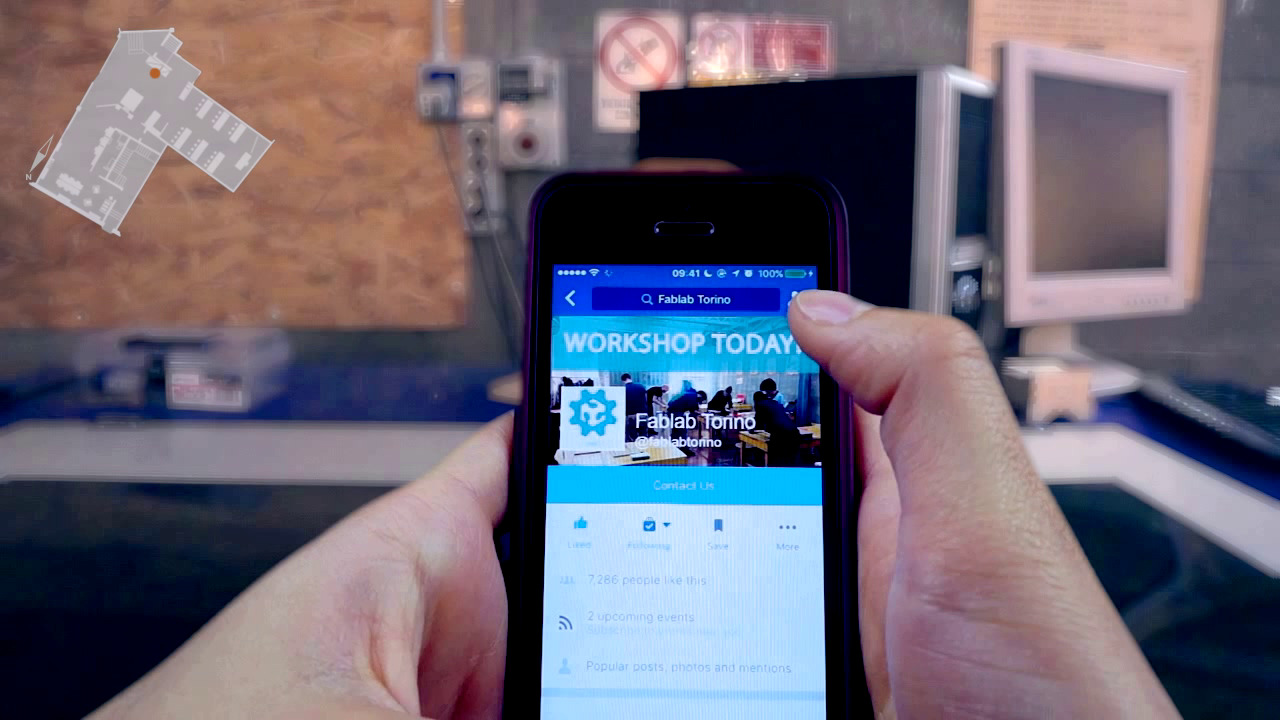 N
09:41
100%
Fablab Torino
WORKSHOP TODAY!
Fablab Torino
@fablabtorino
Contact Us
Liked
Following
Save
More
7,286 people like this
2 upcoming events
Popular posts, photos and mentions